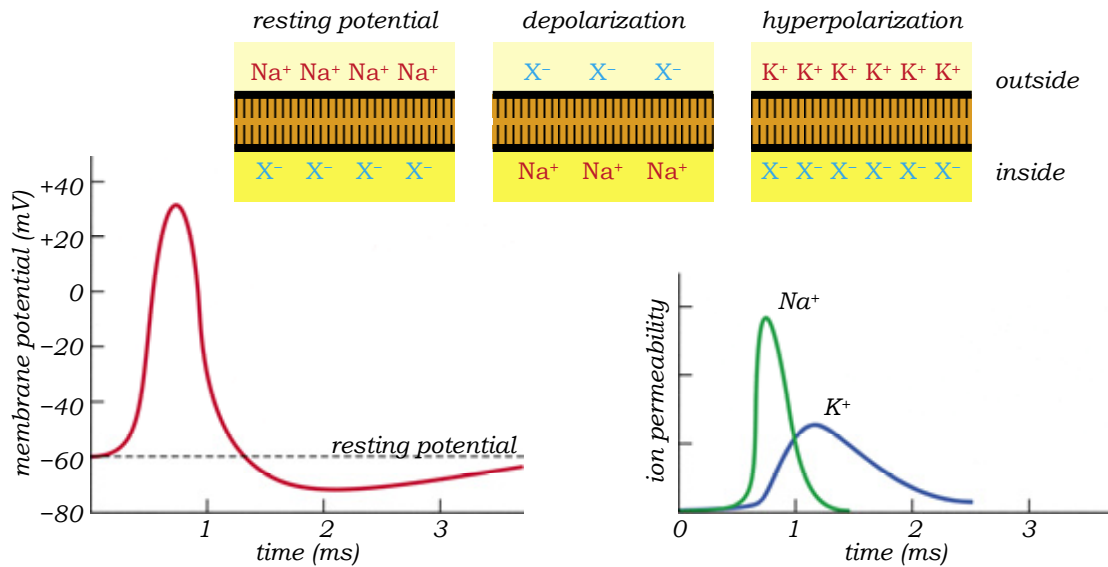 resting potential
depolarization
hyperpolarization
Na⁺ Na⁺ Na⁺ Na⁺
X⁻ X⁻ X⁻
K⁺ K⁺ K⁺ K⁺ K⁺ K⁺
outside
X⁻ X⁻ X⁻ X⁻
Na⁺ Na⁺ Na⁺
X⁻ X⁻ X⁻ X⁻ X⁻ X⁻
inside
membrane potential (mV)
+40
+20
0
−20
−40
−60
−80
resting potential
1 2 3
time (ms)
ion permeability
Na⁺
K⁺
0 1 2 3
time (ms)